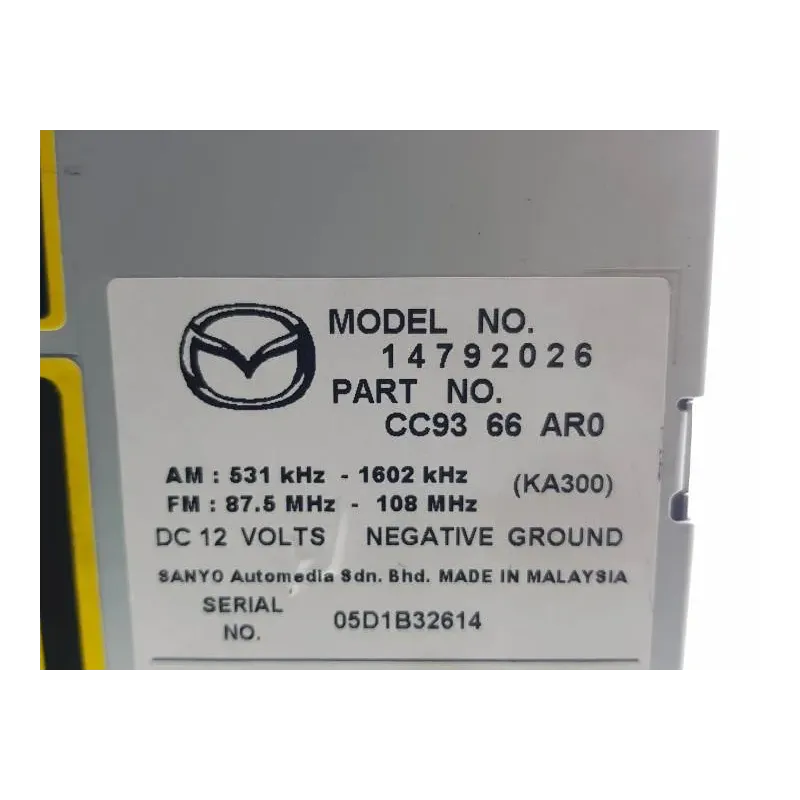 MODEL NO.
14792026
PART NO.
CC93 66 AR0
AM : 531 kHz - 1602 kHz
(KA300)
FM : 87.5 MHz - 108 MHz
DC 12 VOLTS NEGATIVE GROUND
SANYO Automedia Sdn. Bhd. MADE IN MALAYSIA
SERIAL
NO.
05D1B32614